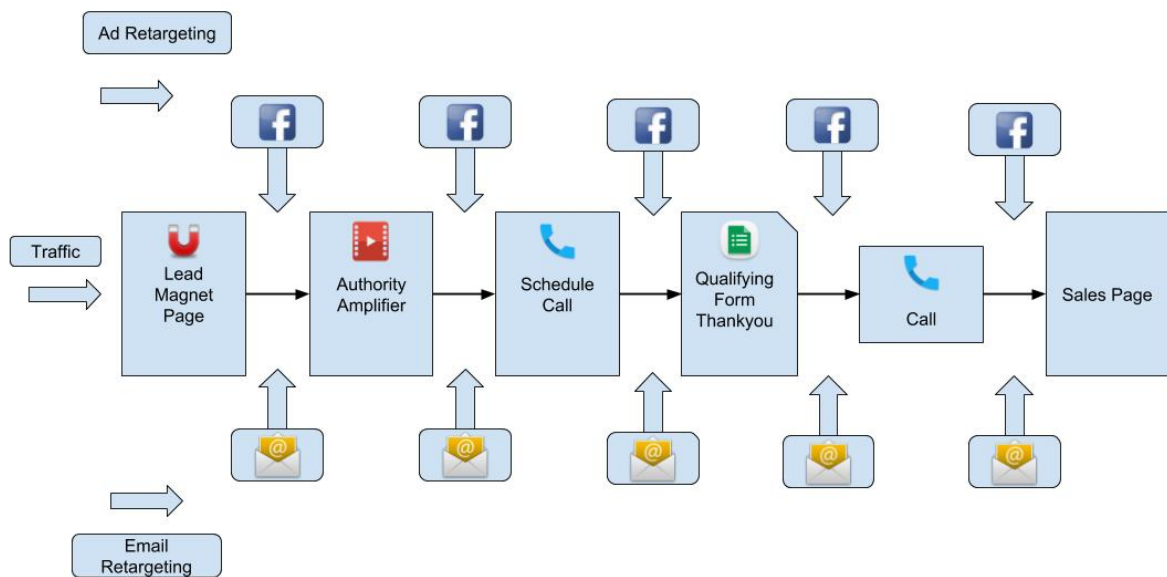 Ad Retargeting
Traffic
Lead
Magnet
Page
Authority
Amplifier
Schedule
Call
Qualifying
Form
Thankyou
Call
Sales Page
Email
Retargeting